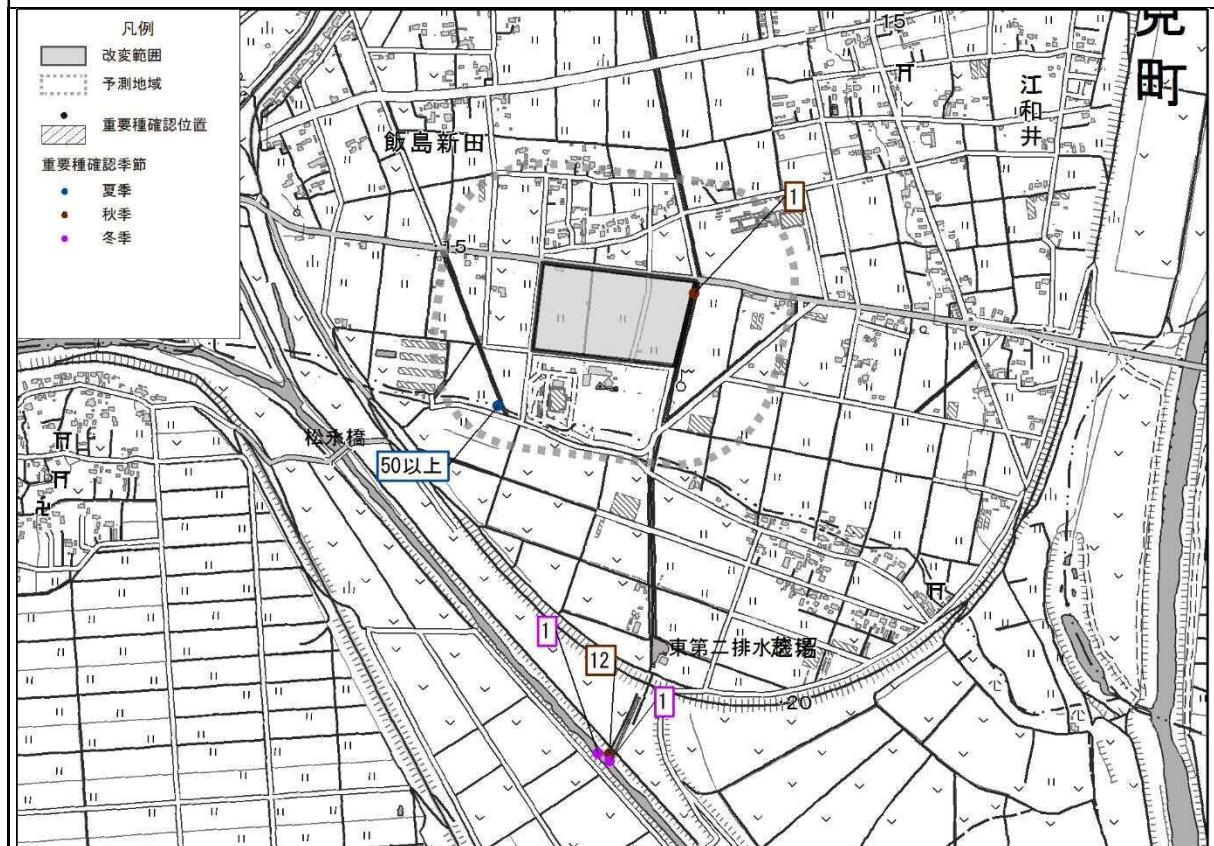 凡例
改変範囲
予測地域
重要種確認位置
重要種確認季節
夏季
秋季
冬季
15
見
町
江
和
井
飯島新田
1
15
松永橋
50以上
1
12
東第二排水機場
1
20